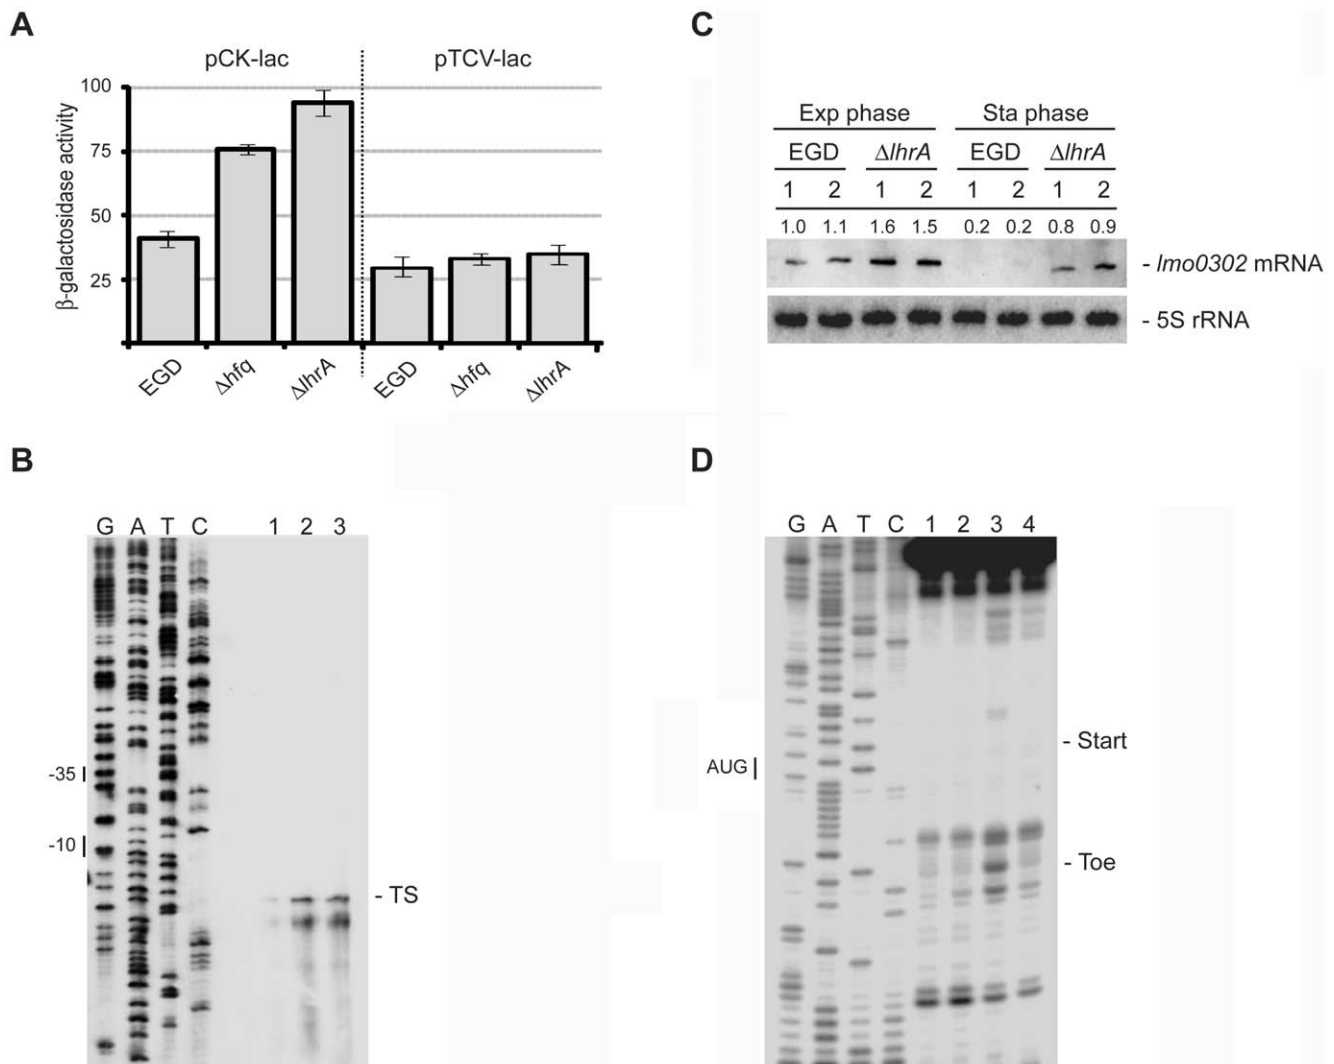 A
pCK-lac pTCV-lac
β-galactosidase activity
100
75
50
25
EGD Δhfq ΔlhrA EGD Δhfq ΔlhrA
B
G A T C 1 2 3
-35
-10
- TS
C
Exp phase Sta phase
EGD ΔlhrA EGD ΔlhrA
1 2 1 2 1 2 1 2
1.0 1.1 1.6 1.5 0.2 0.2 0.8 0.9
- lmo0302 mRNA
- 5S rRNA
D
G A T C 1 2 3 4
- Start
AUG
- Toe